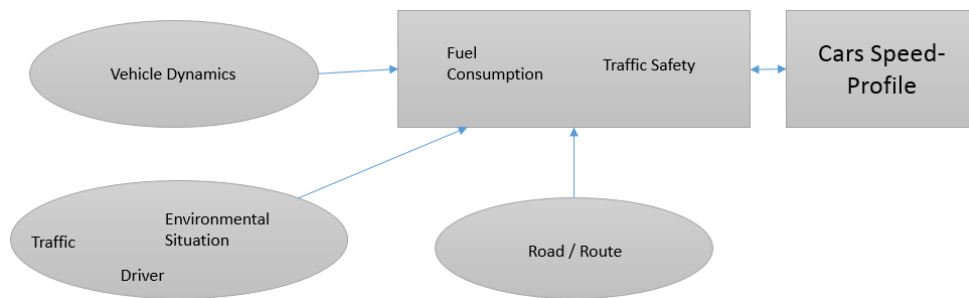 Vehicle Dynamics
Fuel
Consumption
Traffic Safety
Cars Speed-
Profile
Environmental
Situation
Traffic
Driver
Road / Route